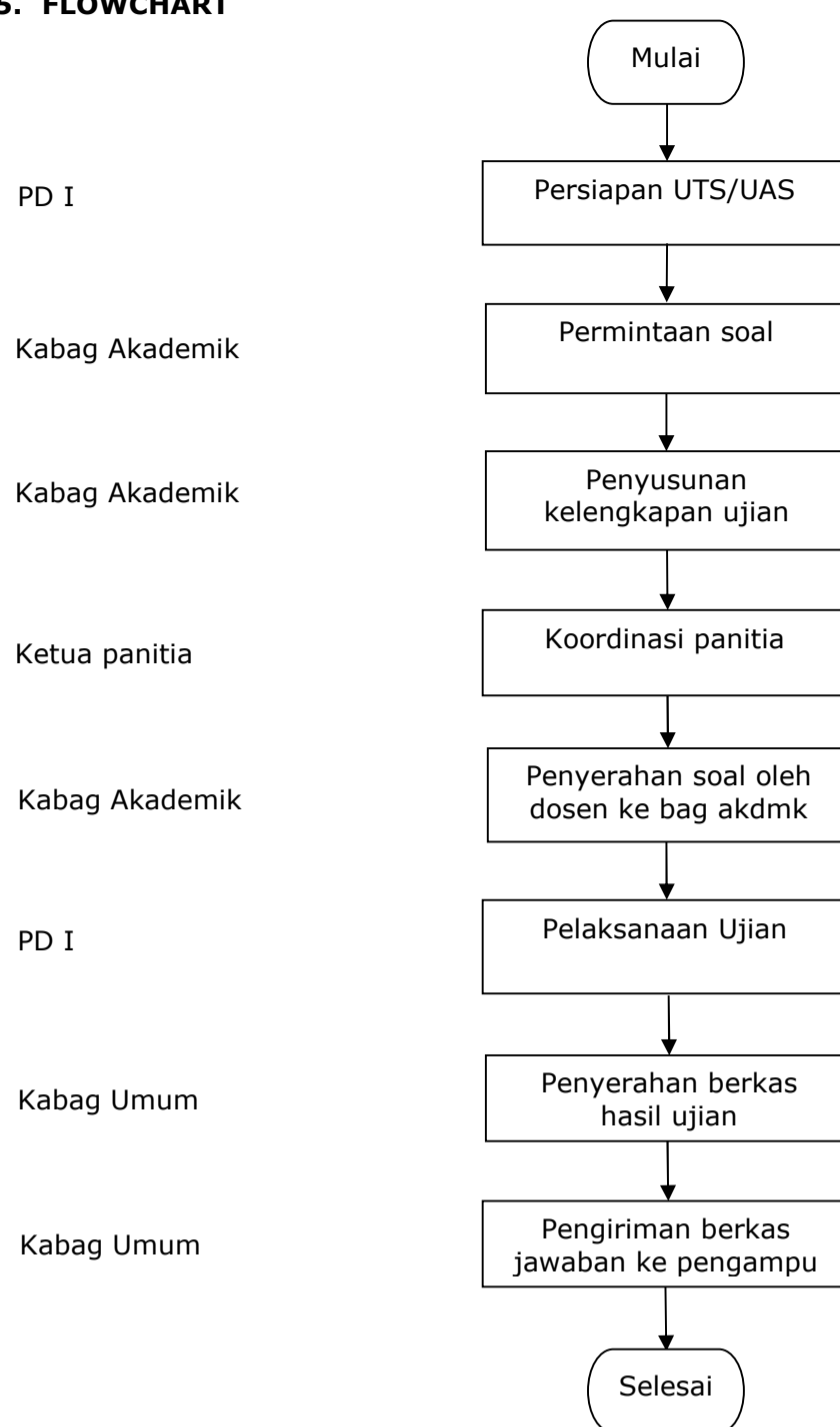 5. FLOWCHART
Mulai
PD I
Persiapan UTS/UAS
Kabag Akademik
Permintaan soal
Kabag Akademik
Penyusunan
kelengkapan ujian
Ketua panitia
Koordinasi panitia
Kabag Akademik
Penyerahan soal oleh
dosen ke bag akdmk
PD I
Pelaksanaan Ujian
Kabag Umum
Penyerahan berkas
hasil ujian
Kabag Umum
Pengiriman berkas
jawaban ke pengampu
Selesai